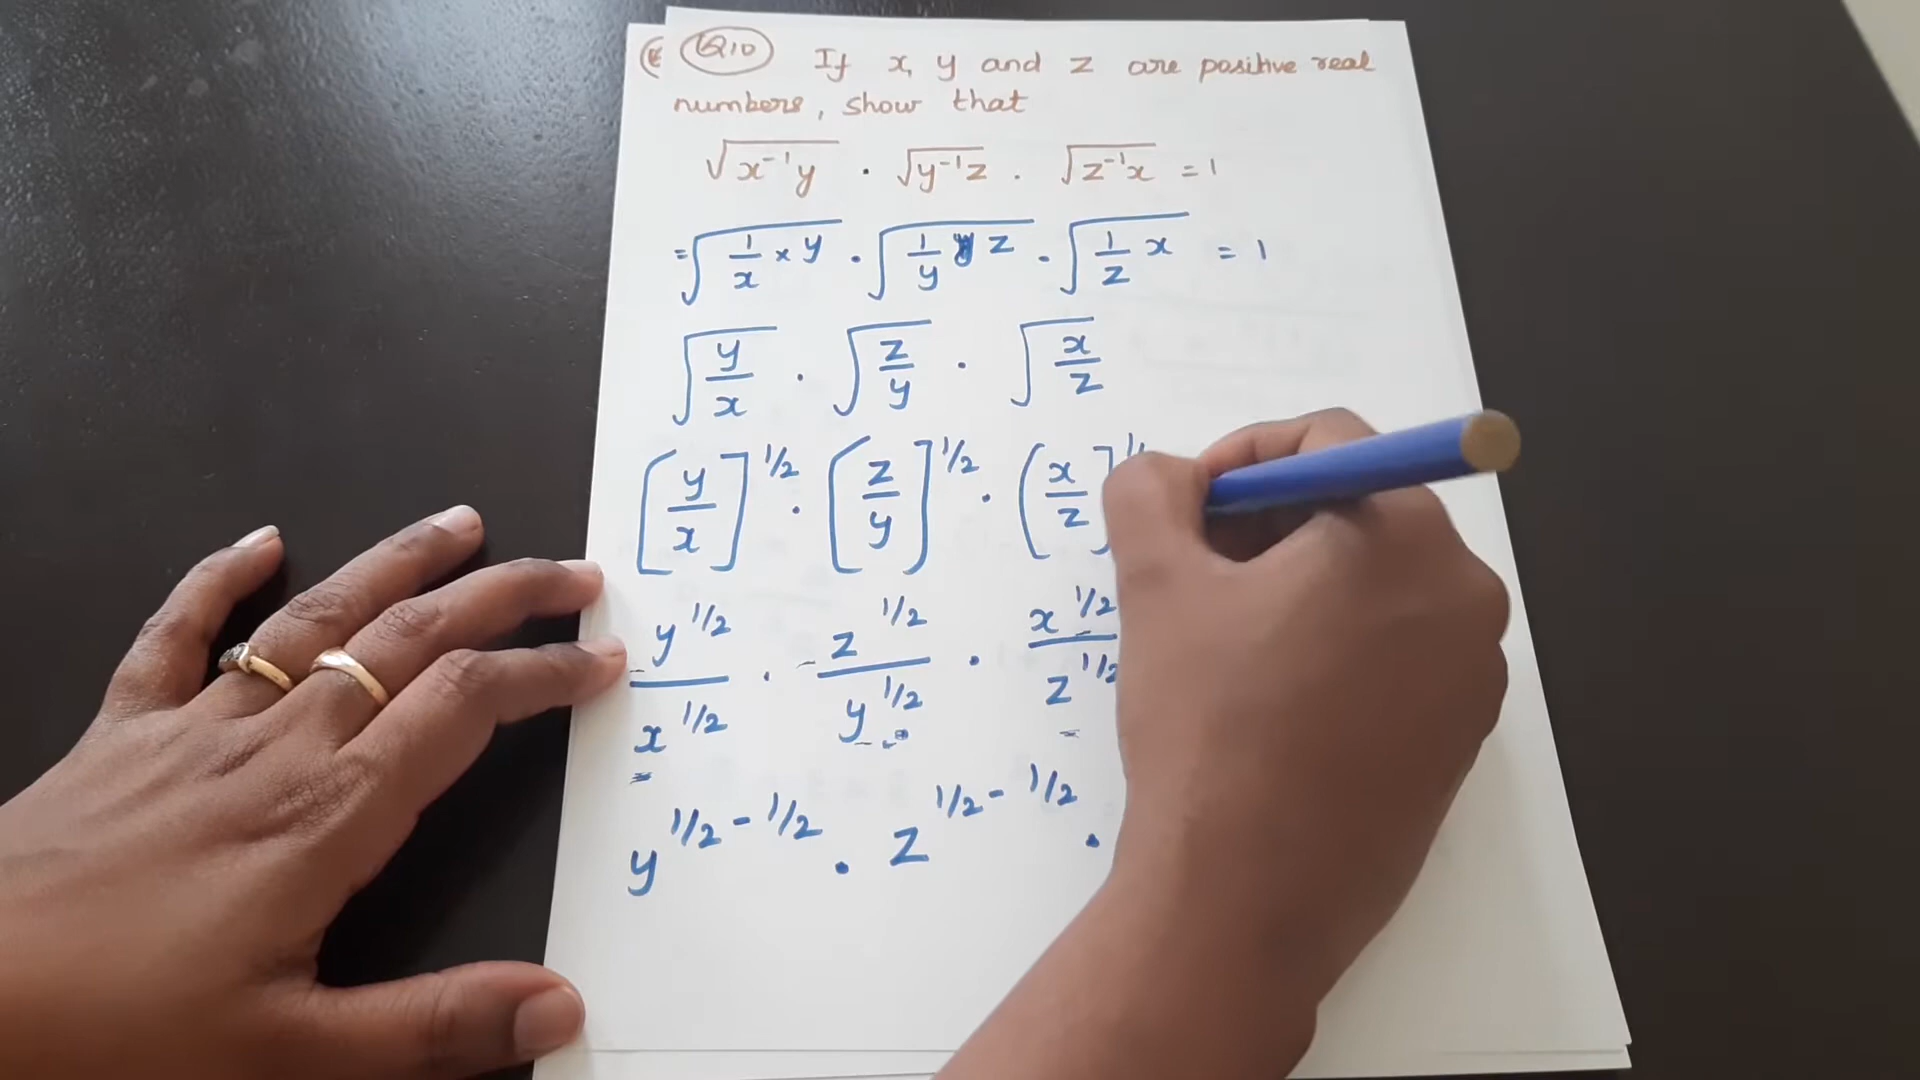 Q10 If x, y and z are positive real
numbers, show that
√(x⁻¹y) · √(y⁻¹z) . √(z⁻¹x) = 1
= √(1/x × y) · √(1/y z) · √(1/z x) = 1
√(y/x) · √(z/y) · √(x/z)
[y/x]^1/2 · [z/y]^1/2 · (x/z]
y^1/2 / x^1/2 · z^1/2 / y^1/2 · x^1/2 / z^1/2
y^1/2 - 1/2 · z^1/2 - 1/2 ·